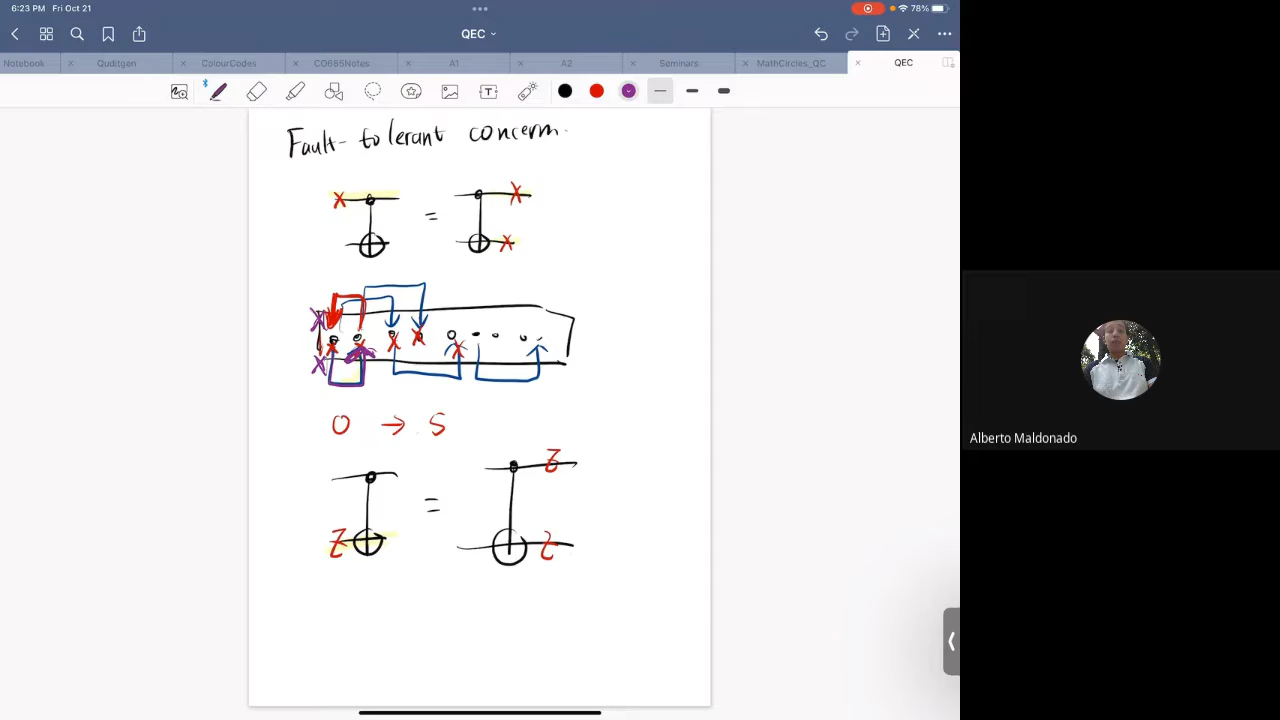 6:23 PM Fri Oct 21
78%
QEC
Notebook
Quditgen
ColourCodes
CO685Notes
A1
A2
Seminars
MathCircles_QC
QEC
T
Fault-tolerant concern.
X = X
X
X
X X X X X X
X
O → S
Z
=
Z Z
Alberto Maldonado